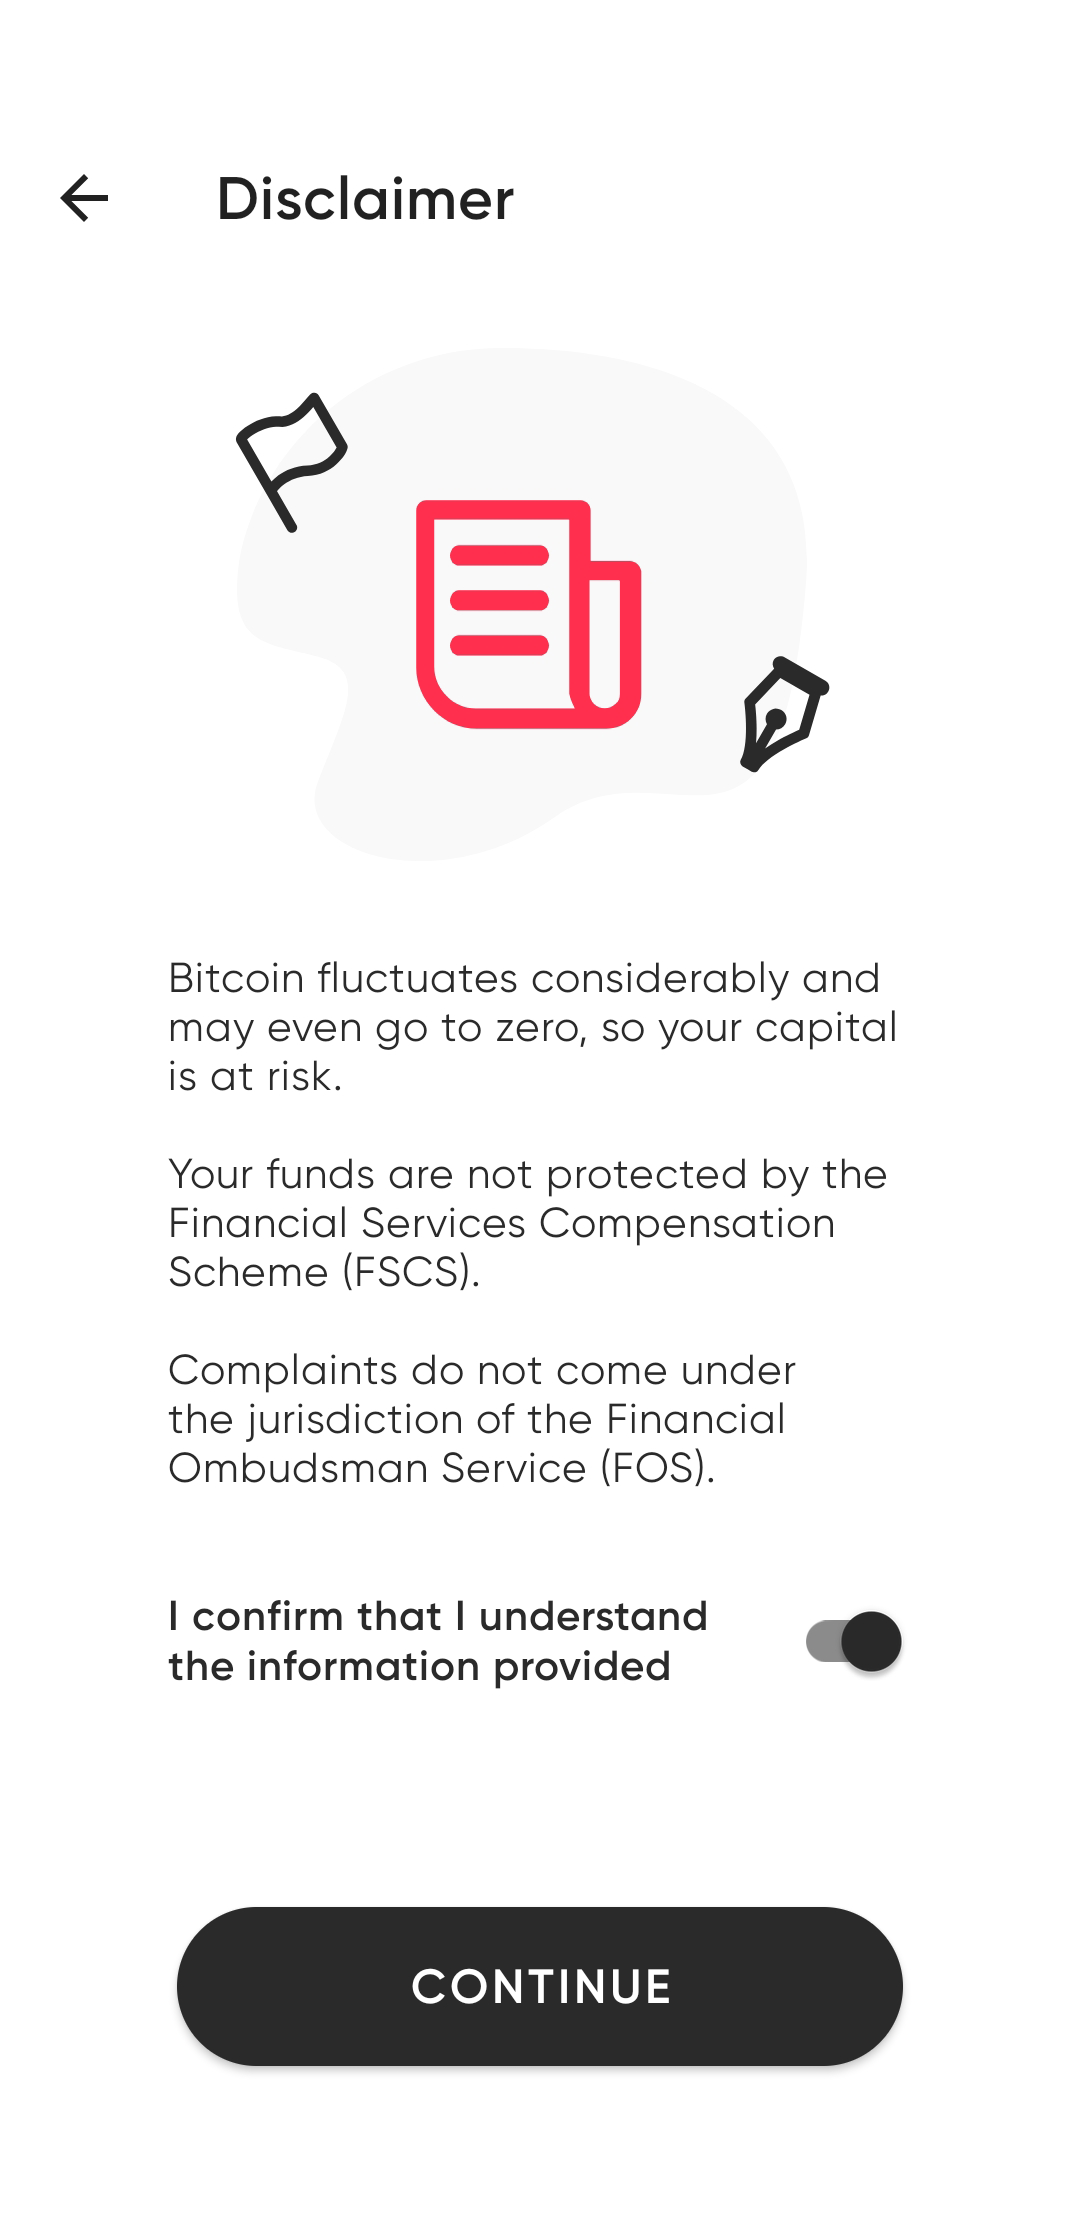 Disclaimer
Bitcoin fluctuates considerably and
may even go to zero, so your capital
is at risk.
Your funds are not protected by the
Financial Services Compensation
Scheme (FSCS).
Complaints do not come under
the jurisdiction of the Financial
Ombudsman Service (FOS).
I confirm that I understand
the information provided
CONTINUE